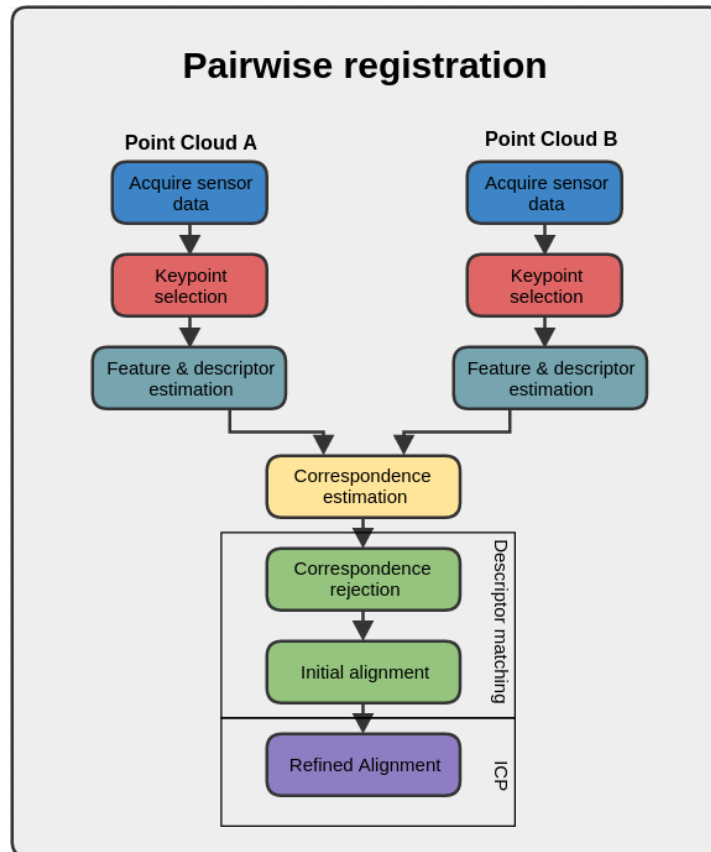 Pairwise registration
Point Cloud A
Point Cloud B
Acquire sensor
data
Acquire sensor
data
Keypoint
selection
Keypoint
selection
Feature & descriptor
estimation
Feature & descriptor
estimation
Correspondence
estimation
Correspondence
rejection
Initial alignment
Descriptor matching
Refined Alignment
ICP